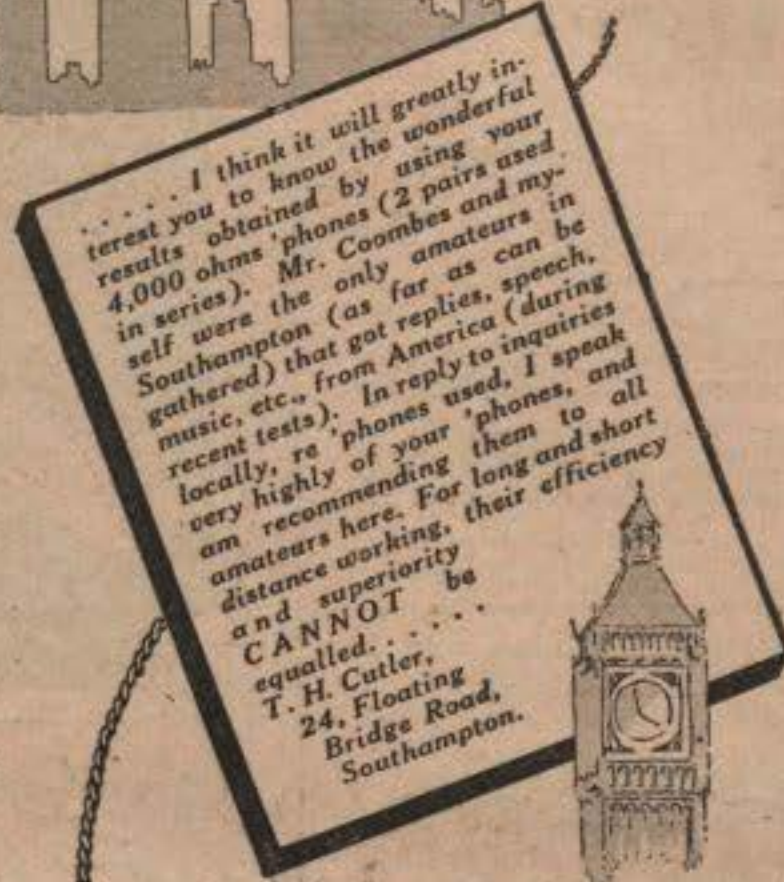 . . . . . I think it will greatly in-
terest you to know the wonderful
results obtained by using your
4,000 ohms 'phones (2 pairs used
in series). Mr. Coombes and my-
self were the only amateurs in
Southampton (as far as can be
gathered) that got replies, speech,
music, etc., from America (during
recent tests). In reply to inquiries
locally, re 'phones used, I speak
very highly of your 'phones, and
am recommending them to all
amateurs here. For long and short
distance working, their efficiency
and superiority
CANNOT be
equalled. . . . . .
T. H. Cutler,
24, Floating
Bridge Road,
Southampton.